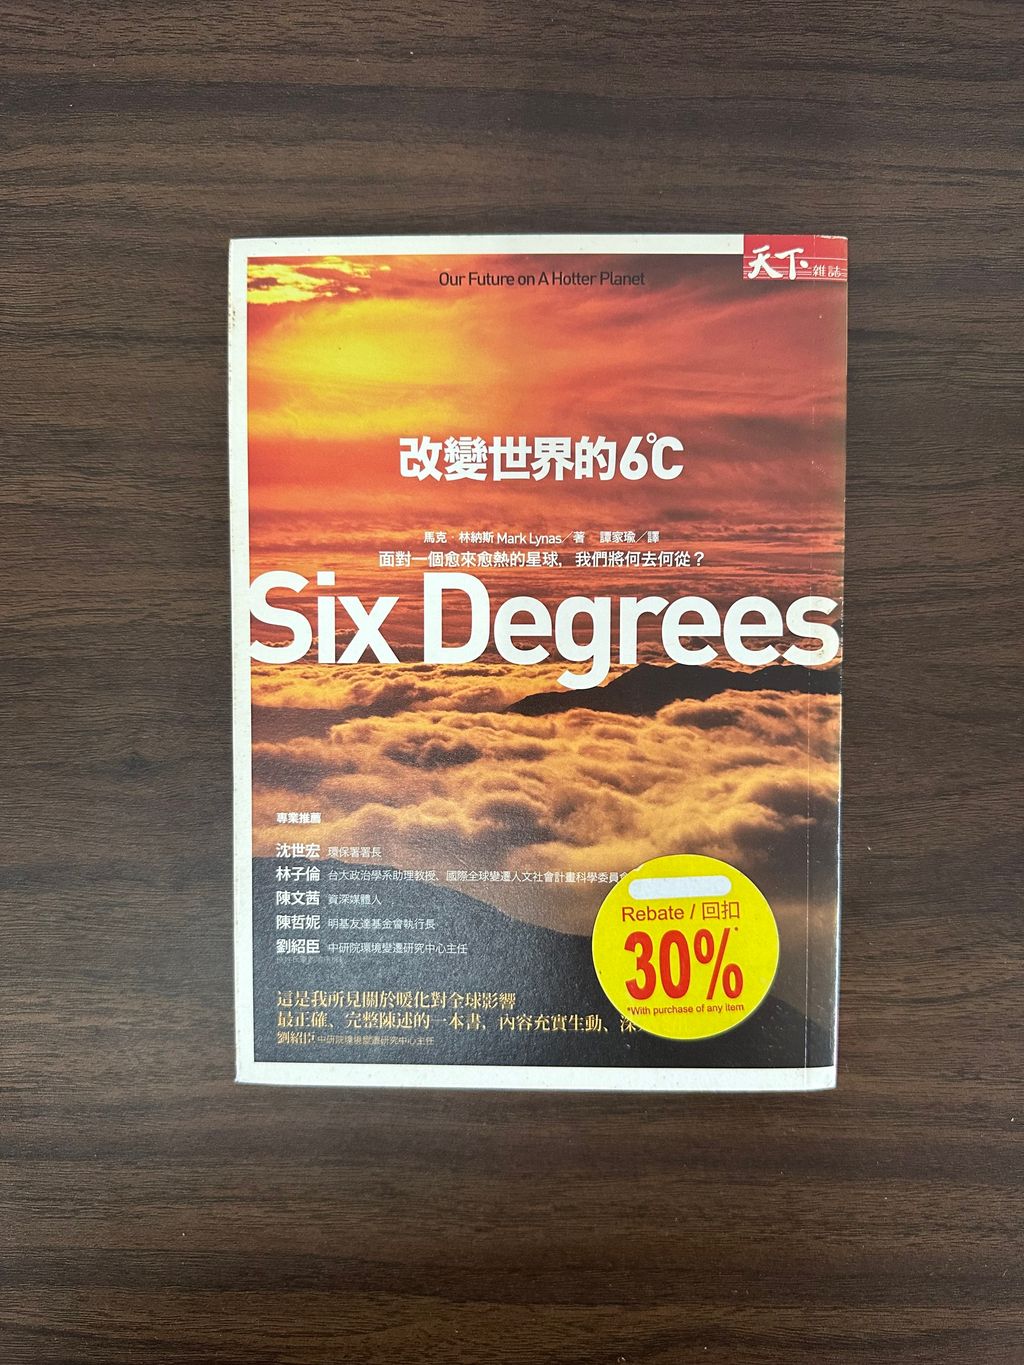 天下雜誌
Our Future on A Hotter Planet
改變世界的6℃
馬克・林納斯 Mark Lynas／著 譚家瑜／譯
面對一個愈來愈熱的星球，我們將何去何從？
Six Degrees
專業推薦
沈世宏 環保署署長
林子倫 台大政治學系助理教授、國際全球變遷人文社會計畫科學委員會
陳文茜 資深媒體人
陳哲妮 明基友達基金會執行長
劉紹臣 中研院環境變遷研究中心主任
這是我所見關於暖化對全球影響
最正確、完整陳述的一本書，內容充實生動、深
劉紹臣 中研院環境變遷研究中心主任
Rebate / 回扣
30%*
*With purchase of any item